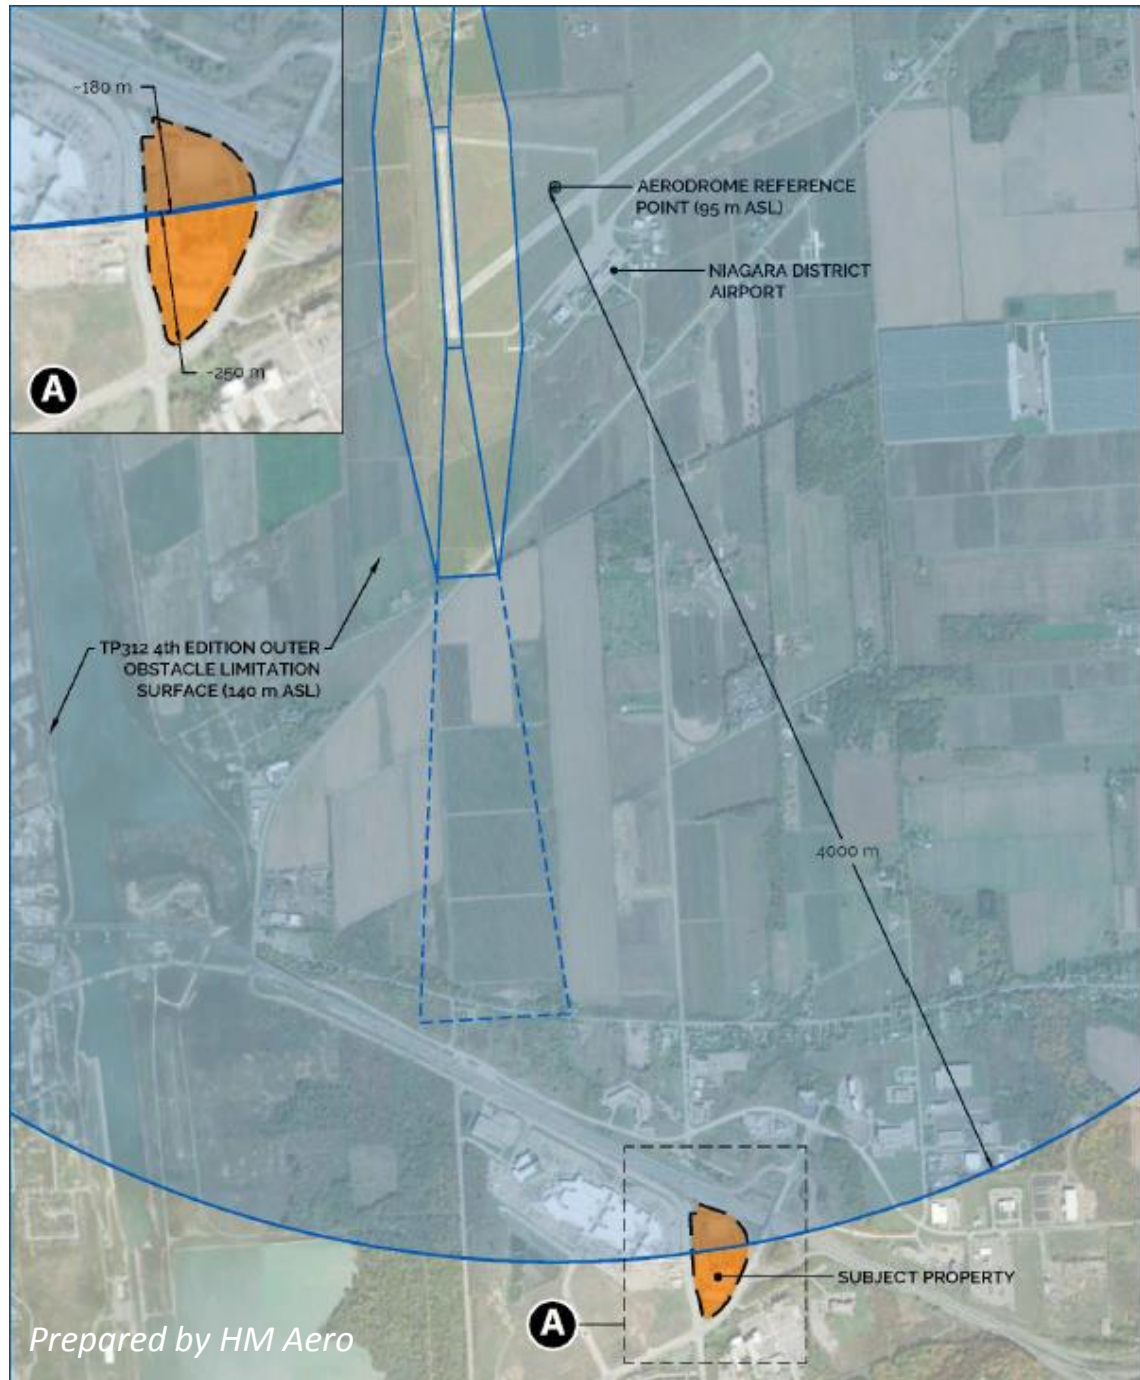 ~180 m
~250 m
A
AERODROME REFERENCE
POINT (95 m ASL)
NIAGARA DISTRICT
AIRPORT
TP312 4th EDITION OUTER
OBSTACLE LIMITATION
SURFACE (140 m ASL)
4000 m
SUBJECT PROPERTY
A
Prepared by HM Aero